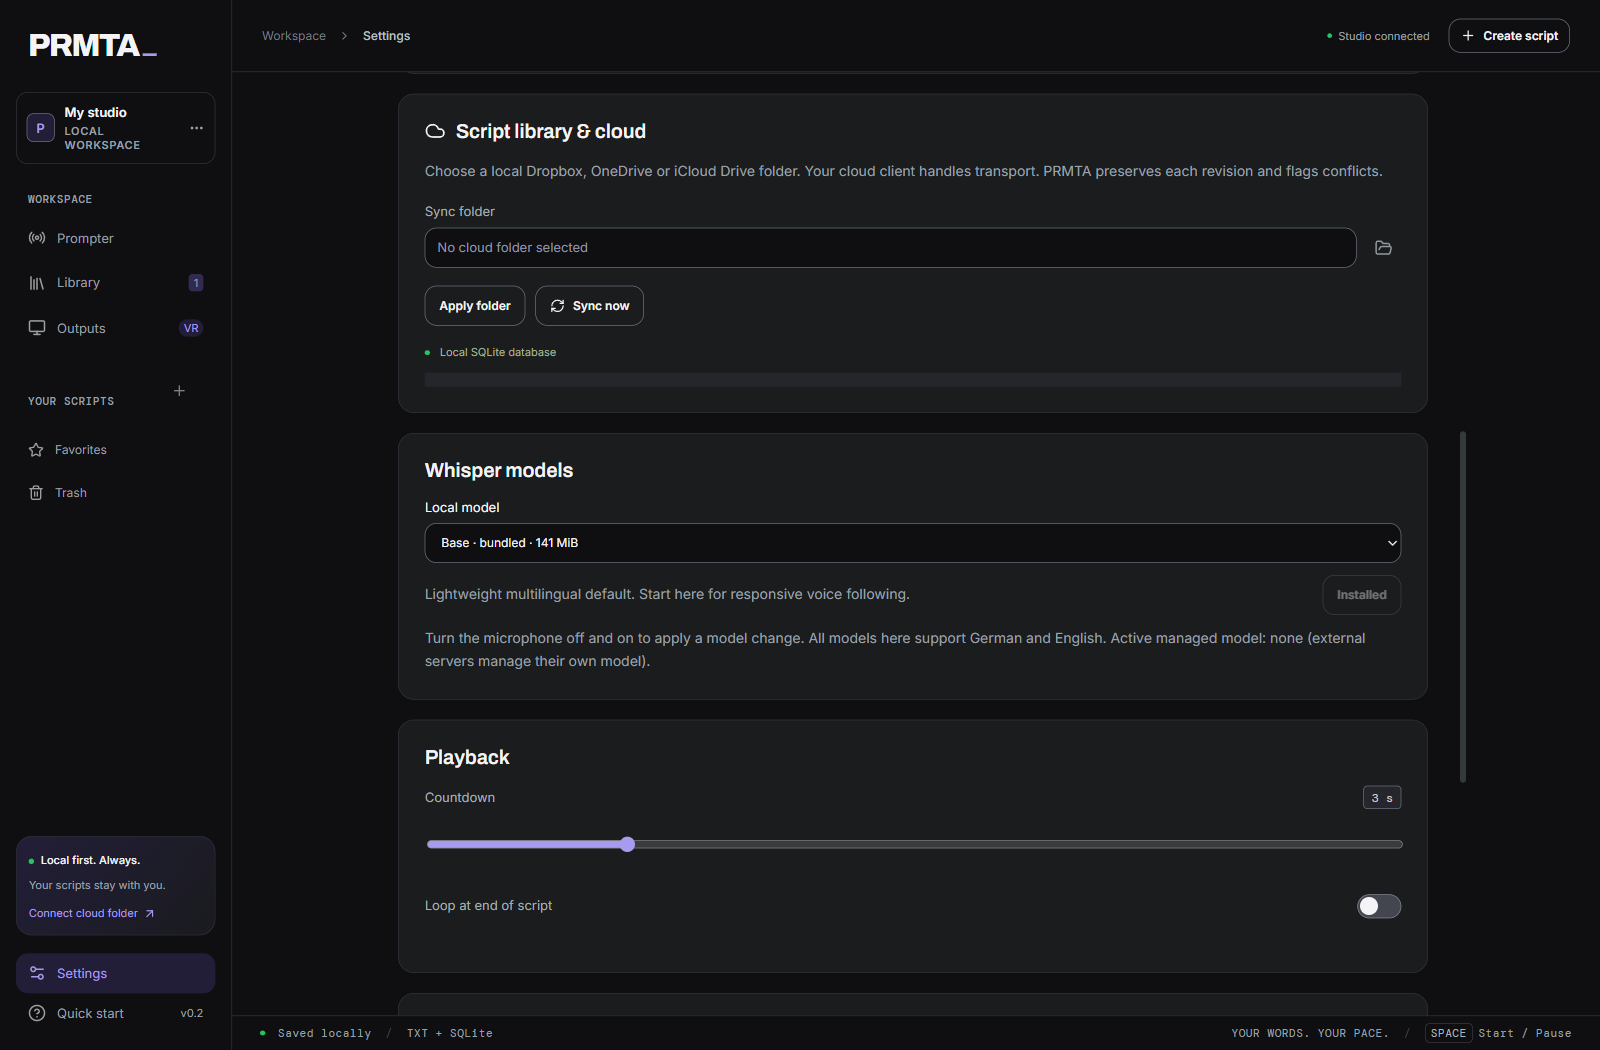 PRMTA_
Workspace
Settings
Studio connected
Create script
P
My studio
LOCAL
WORKSPACE
WORKSPACE
Prompter
Library
1
Outputs
VR
YOUR SCRIPTS
Favorites
Trash
Local first. Always.
Your scripts stay with you.
Connect cloud folder
Settings
Quick start
v0.2
Script library & cloud
Choose a local Dropbox, OneDrive or iCloud Drive folder. Your cloud client handles transport. PRMTA preserves each revision and flags conflicts.
Sync folder
No cloud folder selected
Apply folder
Sync now
Local SQLite database
Whisper models
Local model
Base · bundled · 141 MiB
Lightweight multilingual default. Start here for responsive voice following.
Installed
Turn the microphone off and on to apply a model change. All models here support German and English. Active managed model: none (external
servers manage their own model).
Playback
Countdown
3 s
Loop at end of script
Saved locally / TXT + SQLite
YOUR WORDS. YOUR PACE. / SPACE Start / Pause